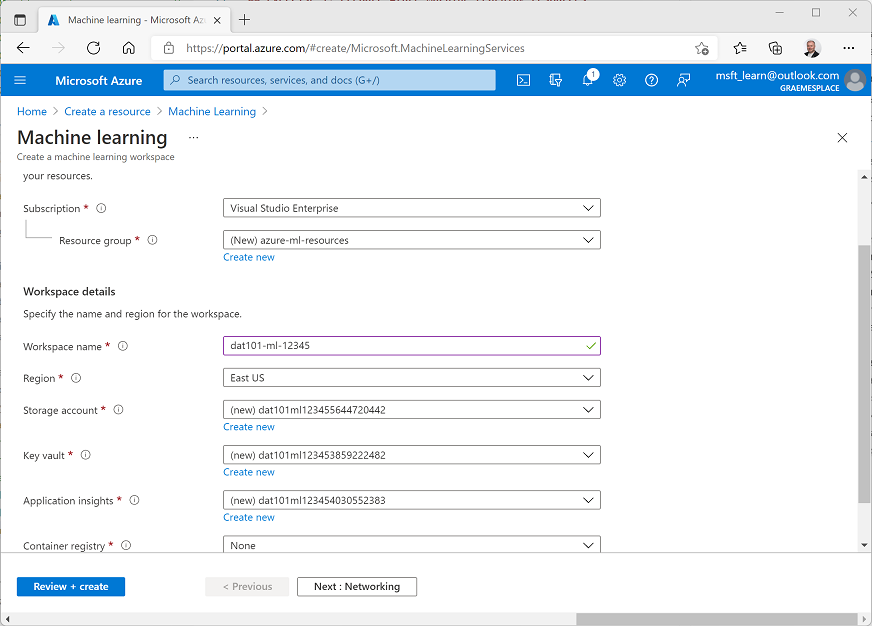 Machine learning - Microsoft Az
https://portal.azure.com/#create/Microsoft.MachineLearningServices
Microsoft Azure
Search resources, services, and docs (G+/)
1
msft_learn@outlook.com
GRAEMESPLACE
Home > Create a resource > Machine Learning >
Machine learning ...
Create a machine learning workspace
your resources.
Subscription *
Visual Studio Enterprise
Resource group *
(New) azure-ml-resources
Create new
Workspace details
Specify the name and region for the workspace.
Workspace name *
dat101-ml-12345
Region *
East US
Storage account *
(new) dat101ml123455644720442
Create new
Key vault *
(new) dat101ml123453859222482
Create new
Application insights *
(new) dat101ml123454030552383
Create new
Container registry *
None
Review + create
< Previous
Next : Networking